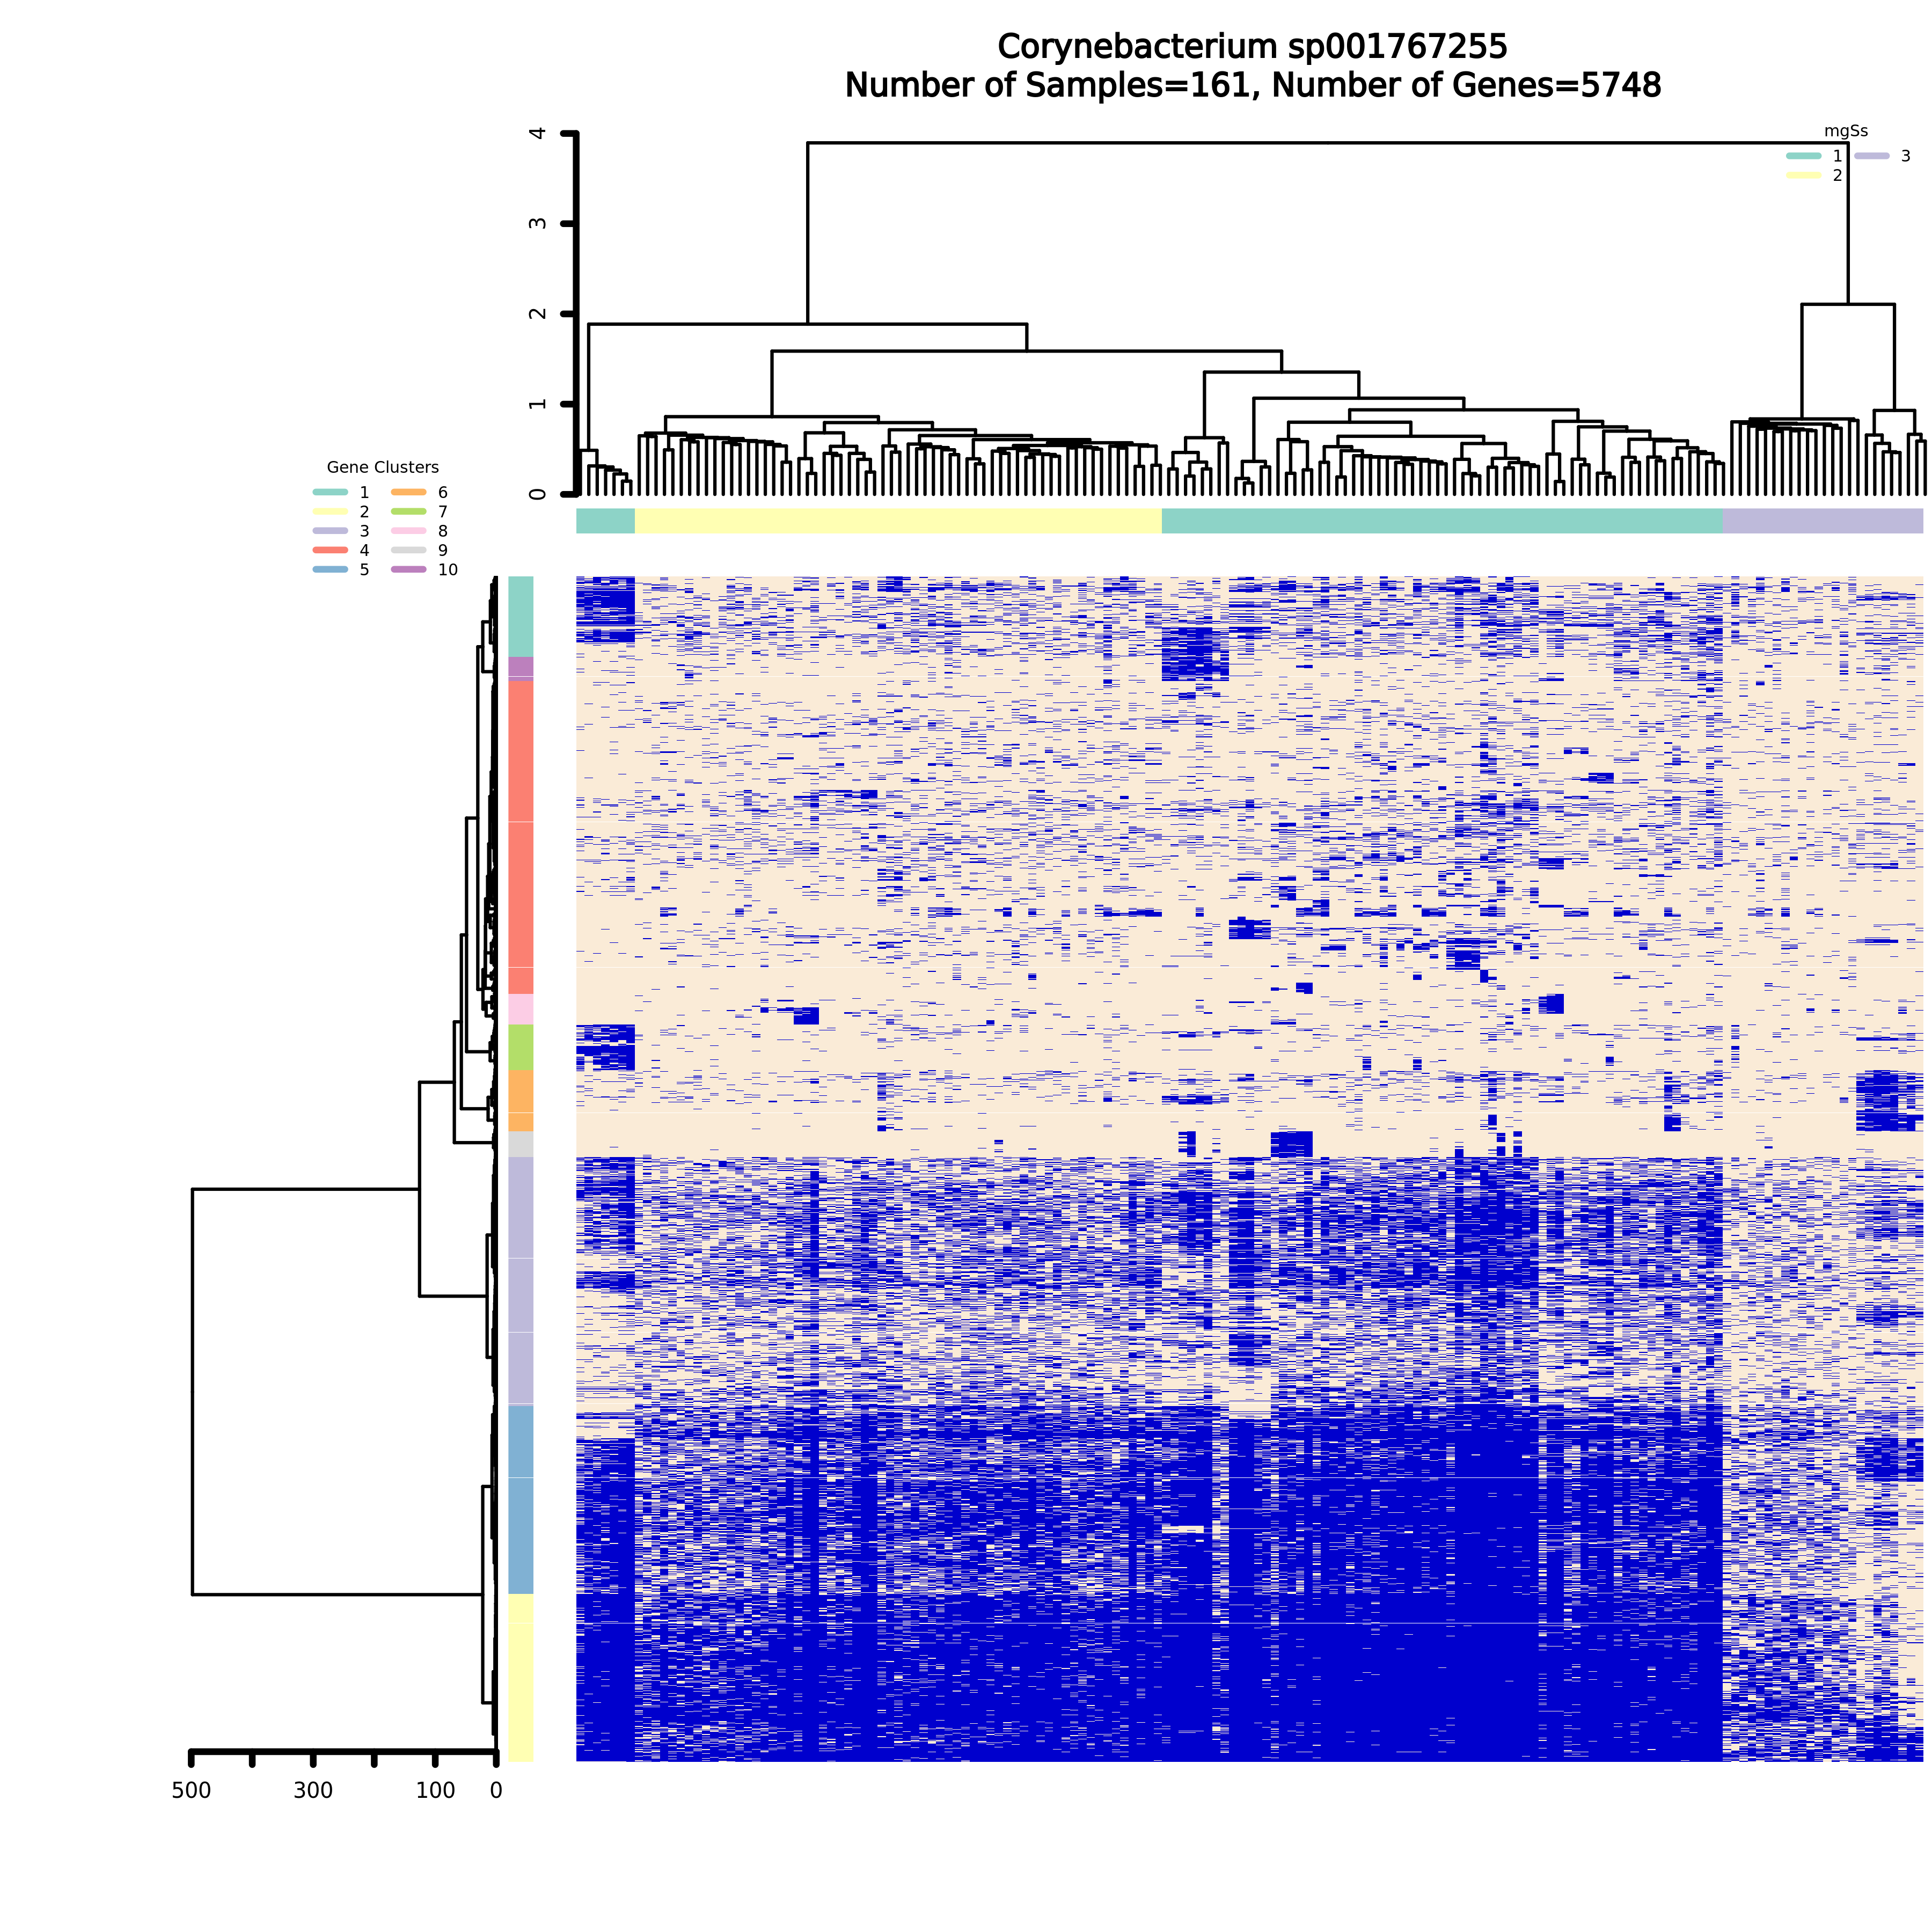 Corynebacterium sp001767255
Number of Samples=161, Number of Genes=5748
mgSs
1 3
2
4
3
2
1
0
Gene Clusters
1 6
2 7
3 8
4 9
5 10
500 300 100 0